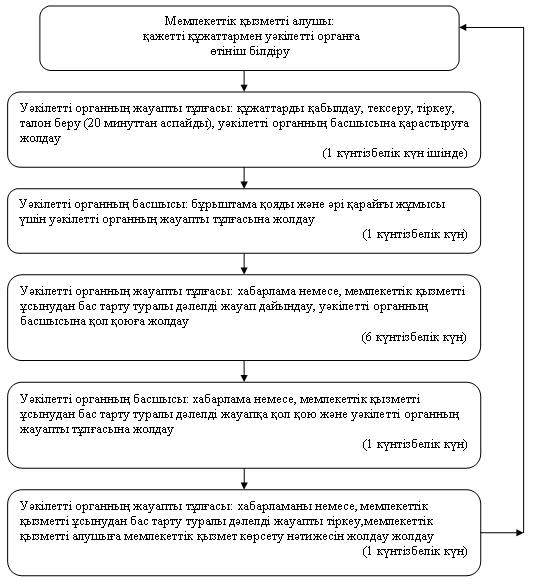 Мемлекеттік қызметті алушы:
қажетті құжаттармен уәкілетті органға
өтініш білдіру
Уәкілетті органның жауапты тұлғасы: құжаттарды қабылдау, тексеру, тіркеу,
талон беру (20 минуттан аспайды), уәкілетті органның басшысына қарастыруға
жолдау
(1 күнтізбелік күн ішінде)
Уәкілетті органның басшысы: бұрыштама қояды және әрі қарайғы жұмысы
үшін уәкілетті органның жауапты тұлғасына жолдау
(1 күнтізбелік күн)
Уәкілетті органның жауапты тұлғасы: хабарлама немесе, мемлекеттік қызметті
ұсынудан бас тарту туралы дәлелді жауап дайындау, уәкілетті органның
басшысына қол қоюға жолдау
(6 күнтізбелік күн)
Уәкілетті органның басшысы: хабарлама немесе, мемлекеттік қызметті
ұсынудан бас тарту туралы дәлелді жауапқа қол қою және уәкілетті органның
жауапты тұлғасына жолдау
(1 күнтізбелік күн)
Уәкілетті органның жауапты тұлғасы: хабарламаны немесе, мемлекеттік
қызметті ұсынудан бас тарту туралы дәлелді жауапты тіркеу,мемлекеттік
қызметті алушыға мемлекеттік қызмет көрсету нәтижесін жолдау жолдау
(1 күнтізбелік күн)